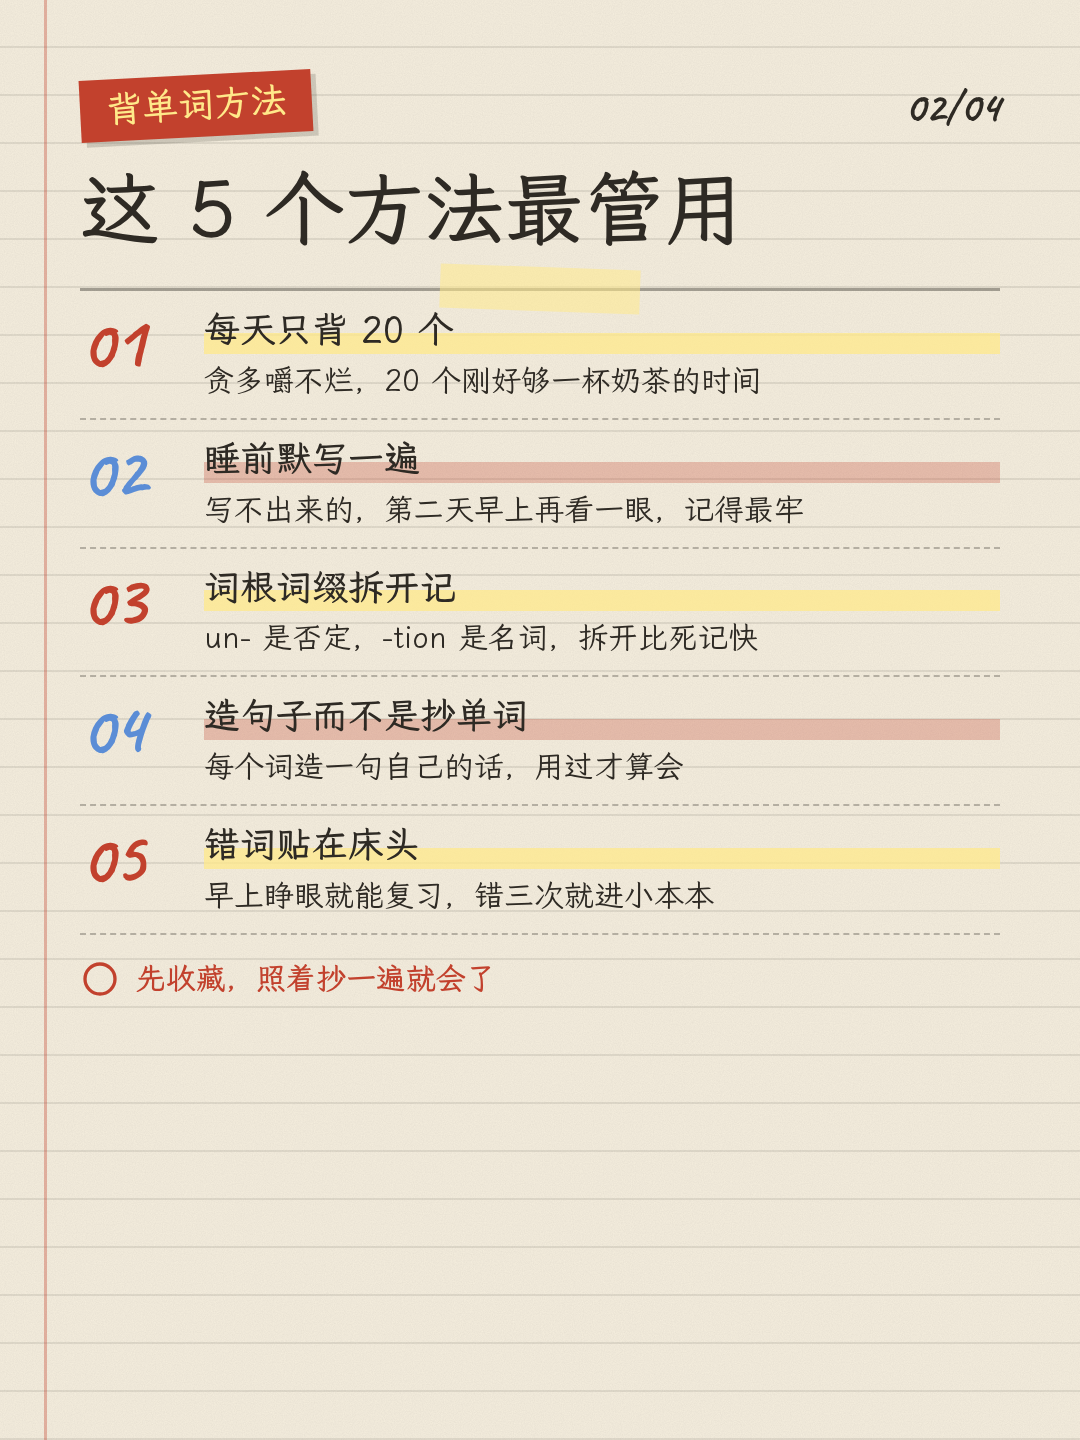 背单词方法
02/04
这 5 个方法最管用
01
每天只背 20 个
贪多嚼不烂，20 个刚好够一杯奶茶的时间
02
睡前默写一遍
写不出来的，第二天早上再看一眼，记得最牢
03
词根词缀拆开记
un- 是否定，-tion 是名词，拆开比死记快
04
造句子而不是抄单词
每个词造一句自己的话，用过才算会
05
错词贴在床头
早上睁眼就能复习，错三次就进小本本
先收藏，照着抄一遍就会了